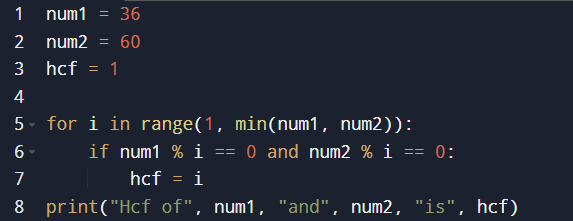 1 num1 = 36
2 num2 = 60
3 hcf = 1
4
5 for i in range(1, min(num1, num2)):
6     if num1 % i == 0 and num2 % i == 0:
7         hcf = i
8 print("Hcf of", num1, "and", num2, "is", hcf)